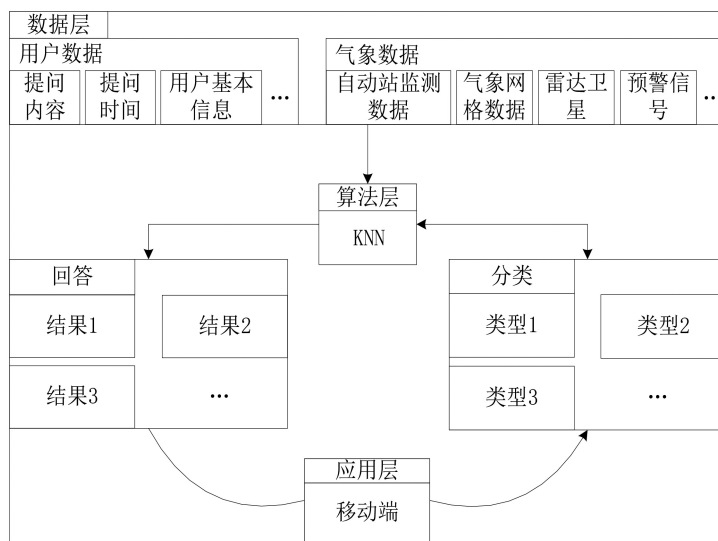 数据层
用户数据
气象数据
提问
内容
提问
时间
用户基本
信息
...
自动站监测
数据
气象网
格数据
雷达卫
星
预警信
号
...
算法层
KNN
回答
结果1
结果2
结果3
...
分类
类型1
类型2
类型3
...
应用层
移动端